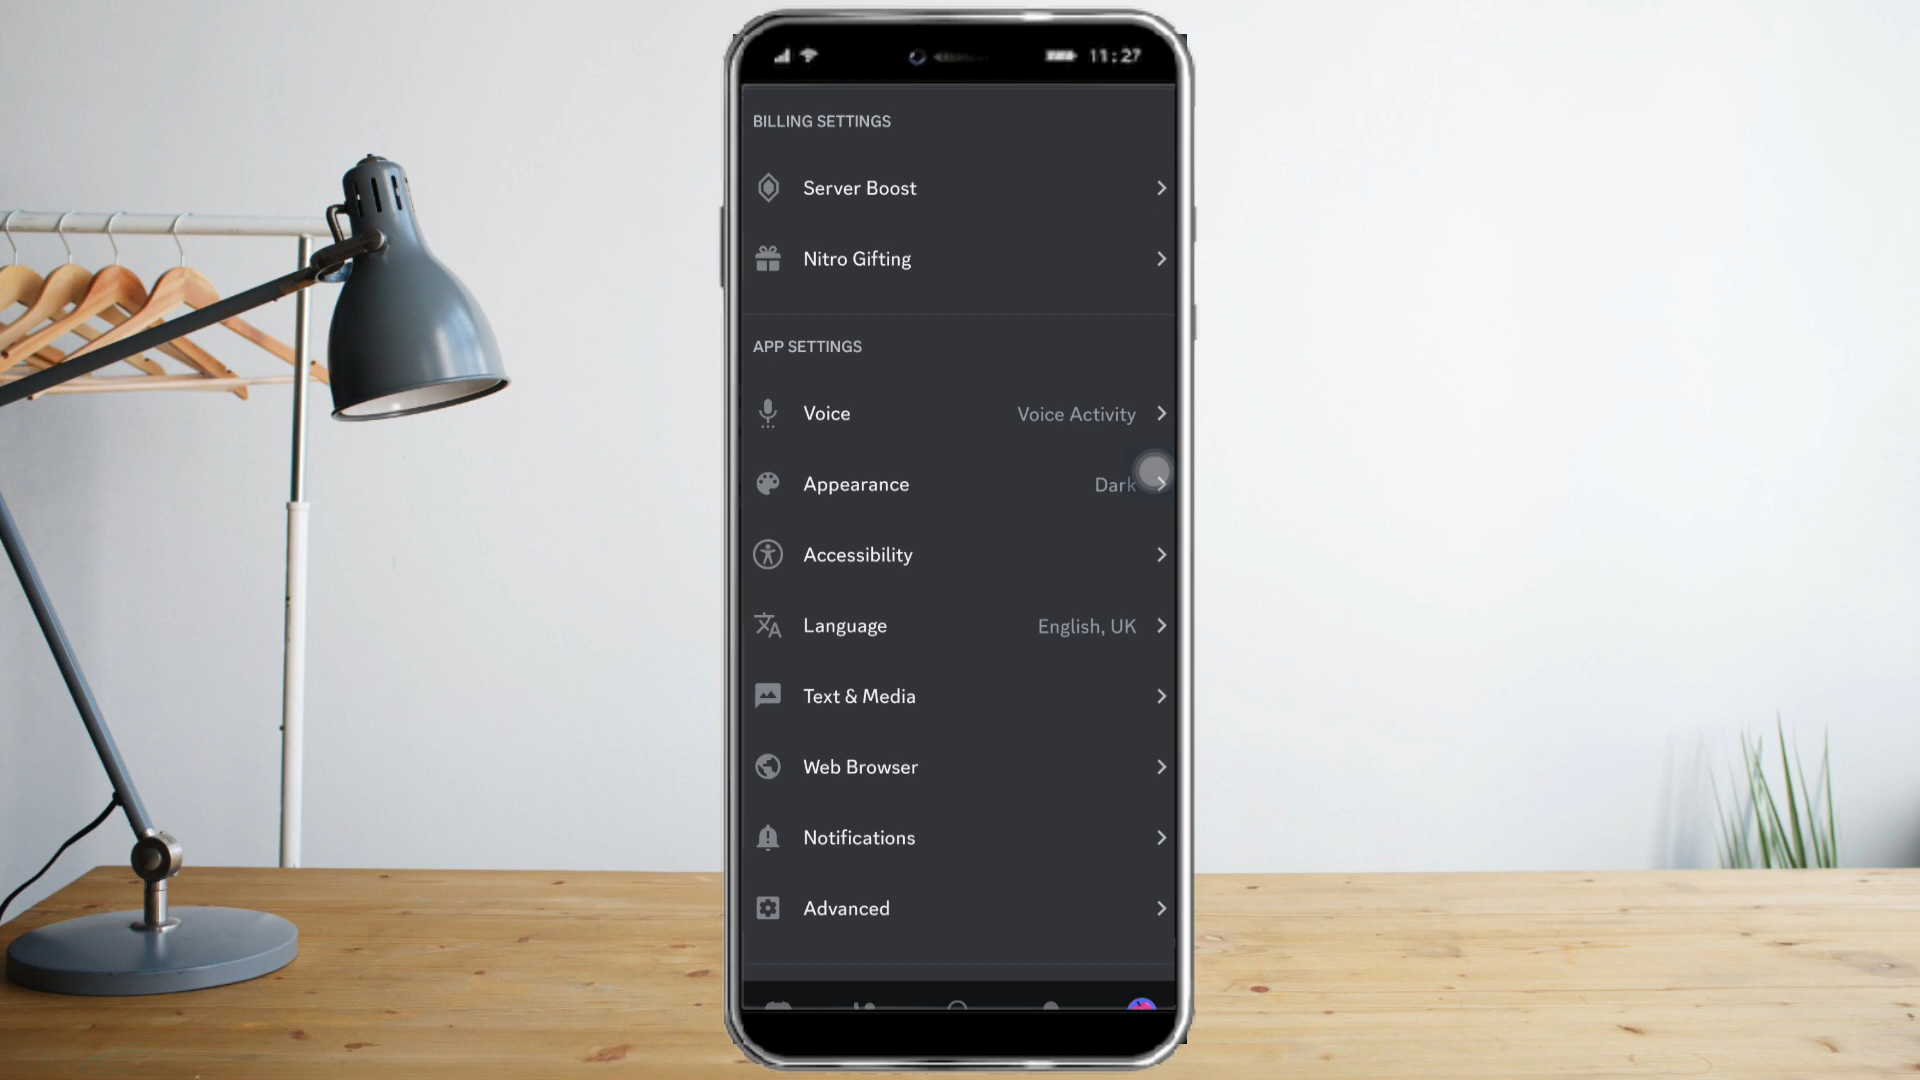 11:27
BILLING SETTINGS
Server Boost
Nitro Gifting
APP SETTINGS
Voice Voice Activity
Appearance Dark
Accessibility
Language English, UK
Text & Media
Web Browser
Notifications
Advanced